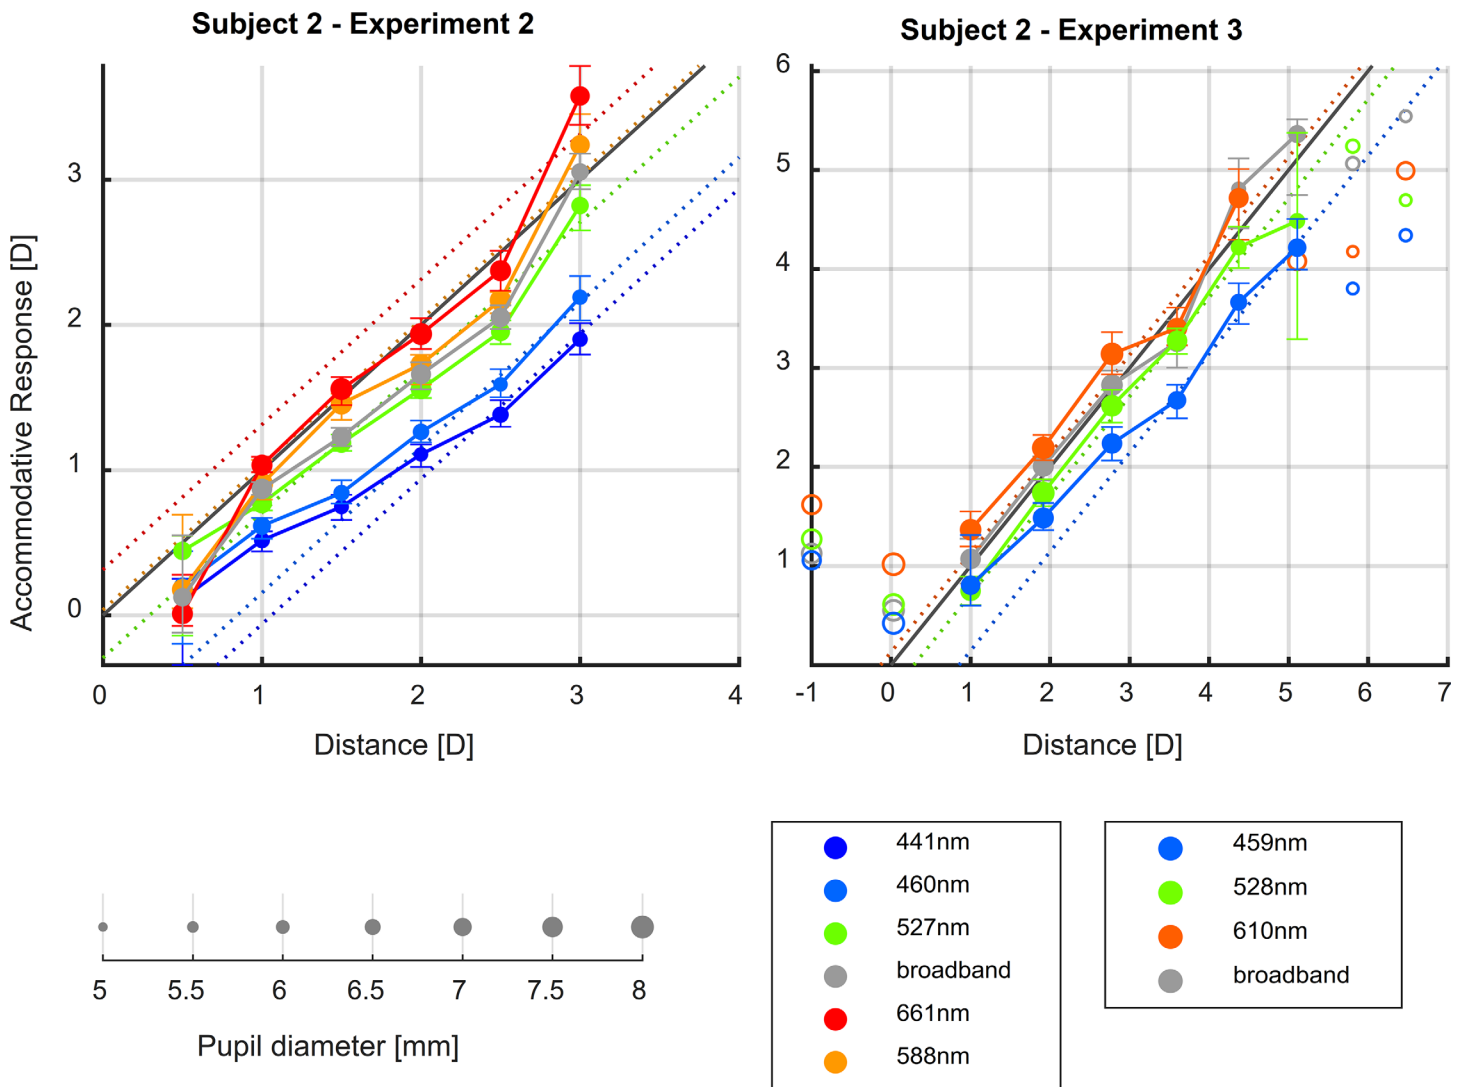 Subject 2 - Experiment 2
Subject 2 - Experiment 3
Accommodative Response [D]
3
2
1
0
0 1 2 3 4
Distance [D]
6
5
4
3
2
1
-1 0 1 2 3 4 5 6 7
Distance [D]
5 5.5 6 6.5 7 7.5 8
Pupil diameter [mm]
441nm
460nm
527nm
broadband
661nm
588nm
459nm
528nm
610nm
broadband